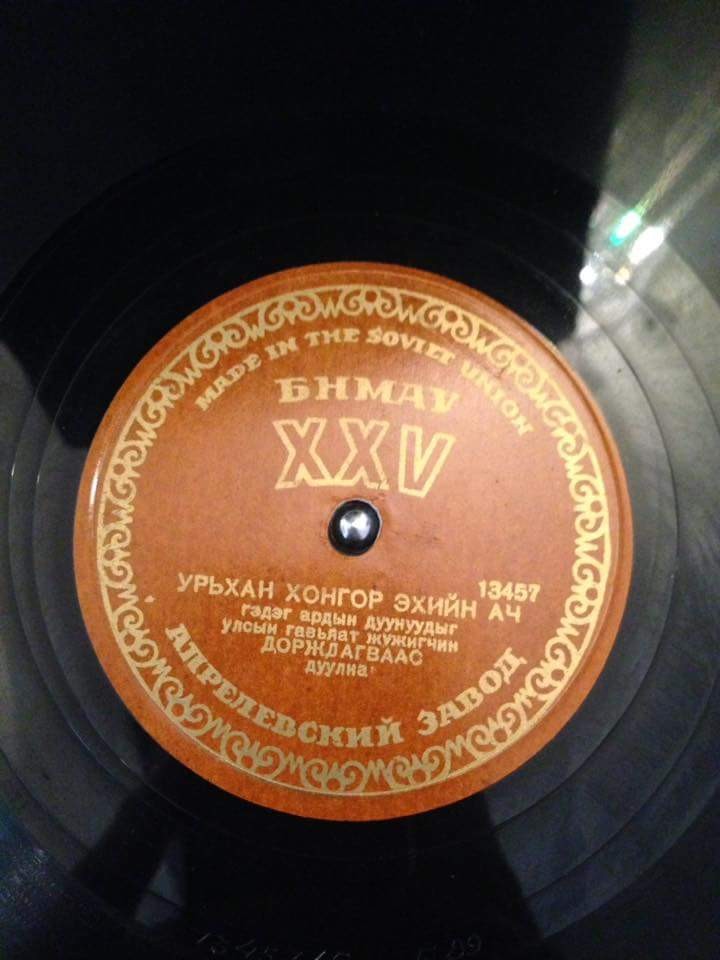 MADE IN THE SOVIET UNION
БНМАУ
XXV
13457
УРЬХАН ХОНГОР ЭХИЙН АЧ
гэдэг ардын дуунуудыг
улсын гавьяат жүжигчин
ДОРЖДАГВААС
дуулна
АПРЕЛЕВСКИЙ ЗАВОД